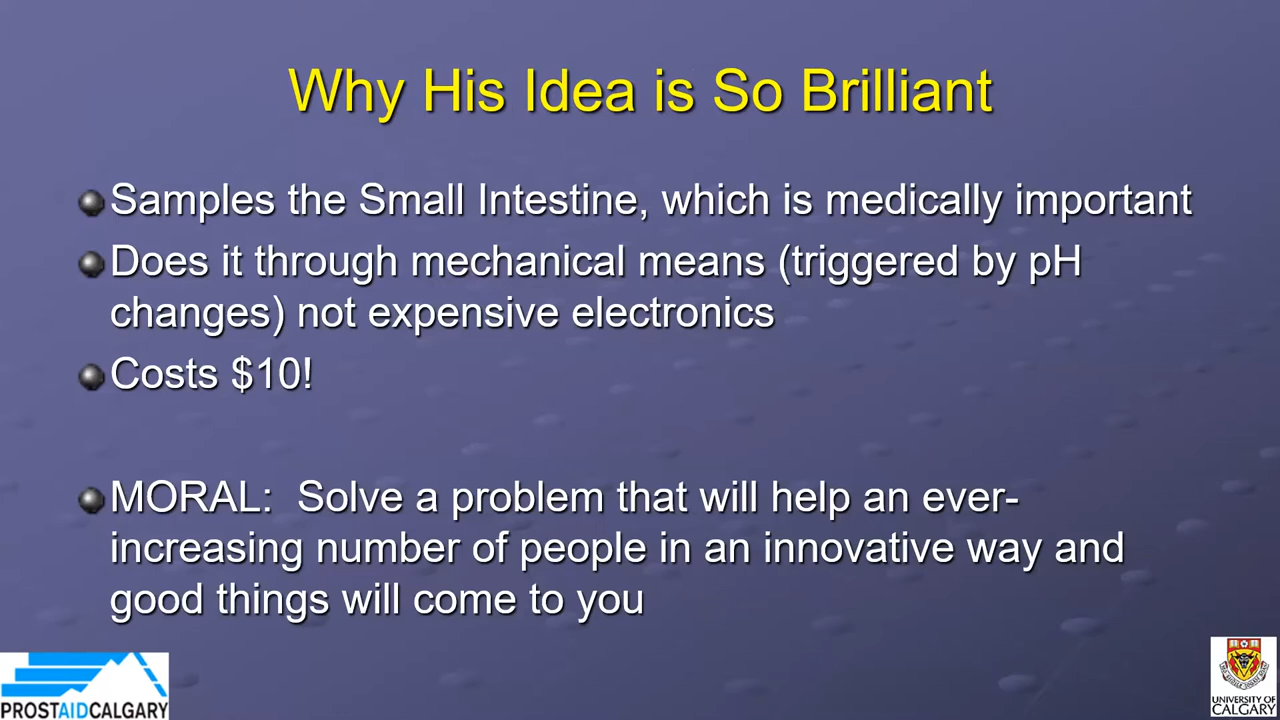 Why His Idea is So Brilliant
Samples the Small Intestine, which is medically important
Does it through mechanical means (triggered by pH
changes) not expensive electronics
Costs $10!
MORAL:  Solve a problem that will help an ever-
increasing number of people in an innovative way and
good things will come to you
PROSTAIDCALGARY
UNIVERSITY OF
CALGARY